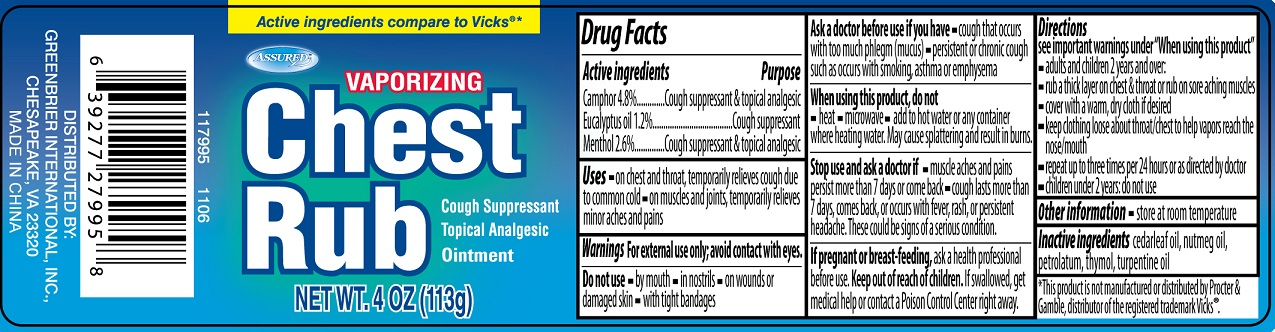 DISTRIBUTED BY:
GREENBRIER INTERNATIONAL, INC.,
CHESAPEAKE, VA 23320
MADE IN CHINA
6 39277 27995 8
117995 1106
Active ingredients compare to Vicks®*
ASSURED®
VAPORIZING
Chest
Rub
Cough Suppressant
Topical Analgesic
Ointment
NET WT. 4 OZ (113g)
Drug Facts
Active ingredients Purpose
Camphor 4.8%............Cough suppressant & topical analgesic
Eucalyptus oil 1.2%..................................Cough suppressant
Menthol 2.6%............Cough suppressant & topical analgesic
Uses ▪ on chest and throat, temporarily relieves cough due
to common cold ▪ on muscles and joints, temporarily relieves
minor aches and pains
Warnings For external use only; avoid contact with eyes.
Do not use ▪ by mouth ▪ in nostrils ▪ on wounds or
damaged skin ▪ with tight bandages
Ask a doctor before use if you have ▪ cough that occurs
with too much phlegm (mucus) ▪ persistent or chronic cough
such as occurs with smoking, asthma or emphysema
When using this product, do not
▪ heat ▪ microwave ▪ add to hot water or any container
where heating water. May cause splattering and result in burns.
Stop use and ask a doctor if ▪ muscle aches and pains
persist more than 7 days or come back ▪ cough lasts more than
7 days, comes back, or occurs with fever, rash, or persistent
headache. These could be signs of a serious condition.
If pregnant or breast-feeding, ask a health professional
before use. Keep out of reach of children. If swallowed, get
medical help or contact a Poison Control Center right away.
Directions
see important warnings under "When using this product"
▪ adults and children 2 years and over:
▪ rub a thick layer on chest & throat or rub on sore aching muscles
▪ cover with a warm, dry cloth if desired
▪ keep clothing loose about throat/chest to help vapors reach the
nose/mouth
▪ repeat up to three times per 24 hours or as directed by doctor
▪ children under 2 years: do not use
Other information ▪ store at room temperature
Inactive ingredients cedarleaf oil, nutmeg oil,
petrolatum, thymol, turpentine oil
*This product is not manufactured or distributed by Procter &
Gamble, distributor of the registered trademark Vicks®.